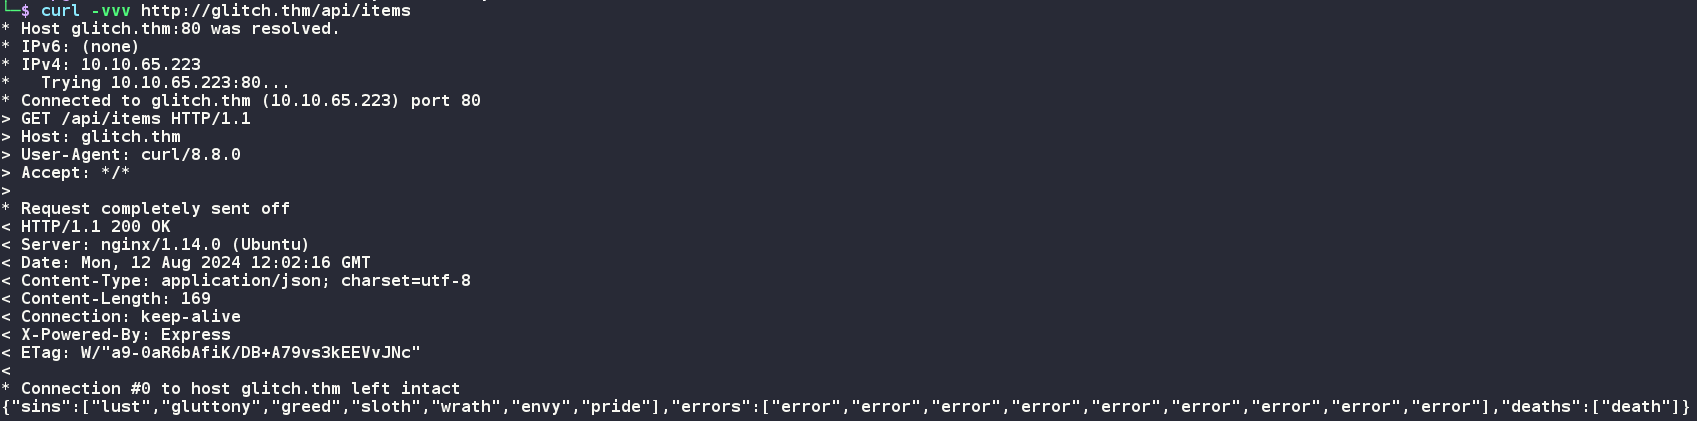 └─$ curl -vvv http://glitch.thm/api/items
* Host glitch.thm:80 was resolved.
* IPv6: (none)
* IPv4: 10.10.65.223
*   Trying 10.10.65.223:80...
* Connected to glitch.thm (10.10.65.223) port 80
> GET /api/items HTTP/1.1
> Host: glitch.thm
> User-Agent: curl/8.8.0
> Accept: */*
>
* Request completely sent off
< HTTP/1.1 200 OK
< Server: nginx/1.14.0 (Ubuntu)
< Date: Mon, 12 Aug 2024 12:02:16 GMT
< Content-Type: application/json; charset=utf-8
< Content-Length: 169
< Connection: keep-alive
< X-Powered-By: Express
< ETag: W/"a9-0aR6bAfiK/DB+A79vs3kEEVvJNc"
<
* Connection #0 to host glitch.thm left intact
{"sins":["lust","gluttony","greed","sloth","wrath","envy","pride"],"errors":["error","error","error","error","error","error","error","error","error"],"deaths":["death"]}